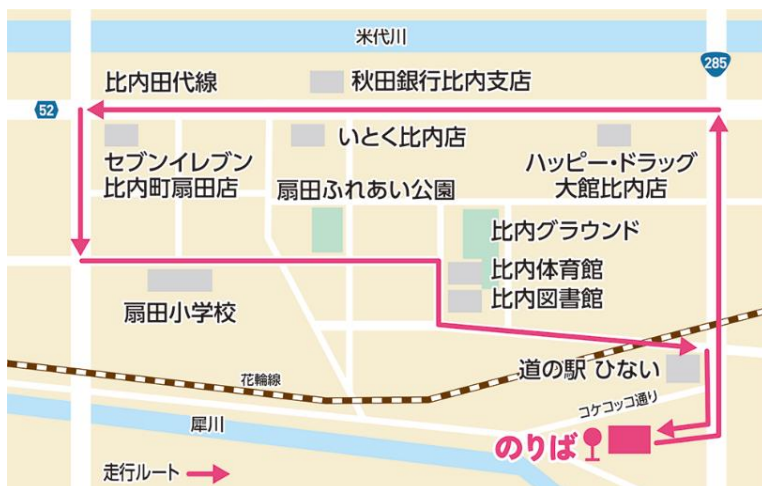 米代川
285
比内田代線
秋田銀行比内支店
52
いとく比内店
セブンイレブン
比内町扇田店
ハッピー・ドラッグ
大館比内店
扇田ふれあい公園
比内グラウンド
比内体育館
比内図書館
扇田小学校
道の駅 ひない
花輪線
コケコッコ通り
犀川
のりば
走行ルート